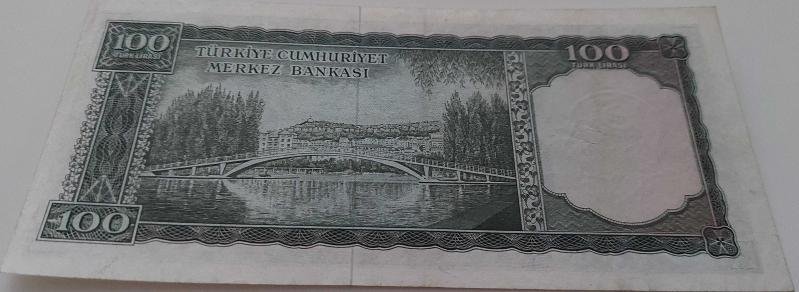 100
TÜRK LİRASI
TÜRKİYE CUMHURİYET
MERKEZ BANKASI
100
TÜRK LİRASI
100